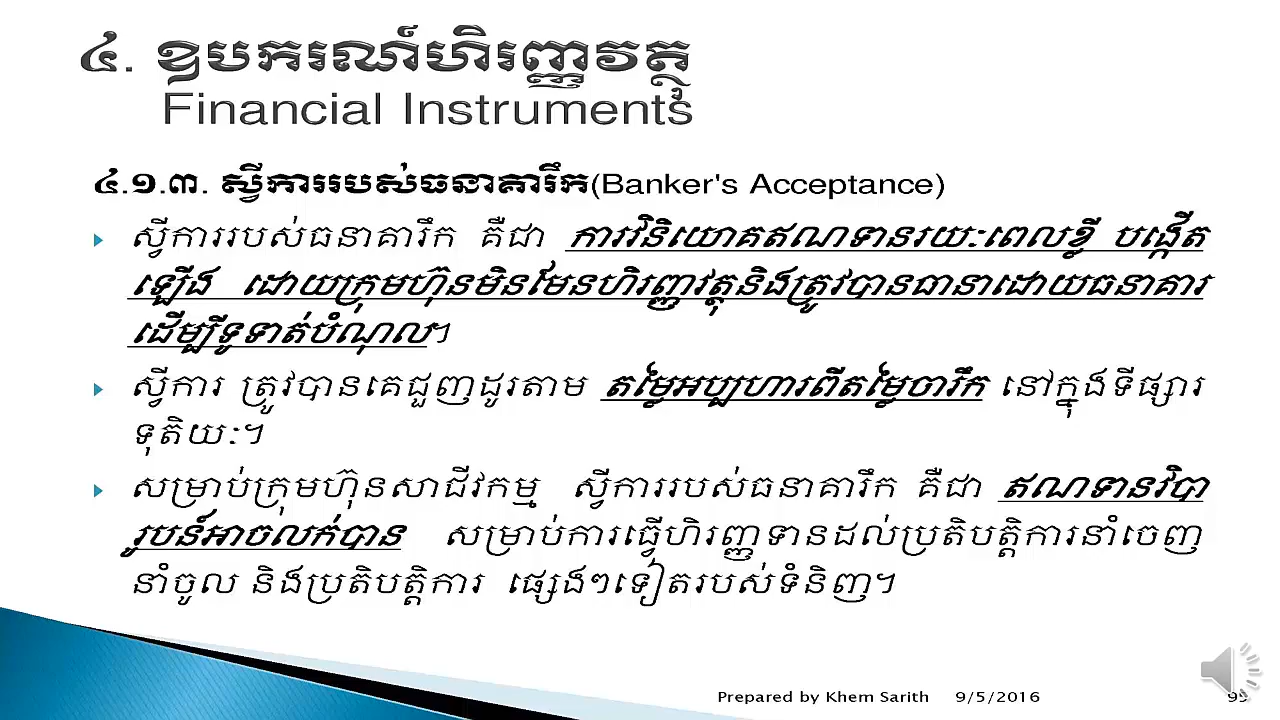 ៤. ឧបករណ៍ហិរញ្ញវត្ថុ
Financial Instruments
៤.១.៣. ស្វីការរបស់ធនាគារឹក(Banker's Acceptance)
ស្វីការរបស់ធនាគារឹក គឺជា ការវិនិយោគឥណទានរយៈពេលខ្លី បង្កើត
ឡើង ដោយក្រុមហ៊ុនមិនមែនហិរញ្ញវត្ថុនិងត្រូវបានធានាដោយធនាគារ
ដើម្បីទូទាត់បំណុល។
ស្វីការ ត្រូវបានគេជួញដូរតាម តម្លៃអប្បហារពីតម្លៃចារឹក នៅក្នុងទីផ្សារ
ទុតិយៈ។
សម្រាប់ក្រុមហ៊ុនសាជីវកម្ម ស្វីការរបស់ធនាគារឹក គឺជា ឥណទានវិបា
រូបន៍អាចលក់បាន សម្រាប់ការធ្វើហិរញ្ញទានដល់ប្រតិបត្តិការនាំចេញ
នាំចូល និងប្រតិបត្តិការ ផ្សេងៗទៀតរបស់ទំនិញ។
Prepared by Khem Sarith 9/5/2016